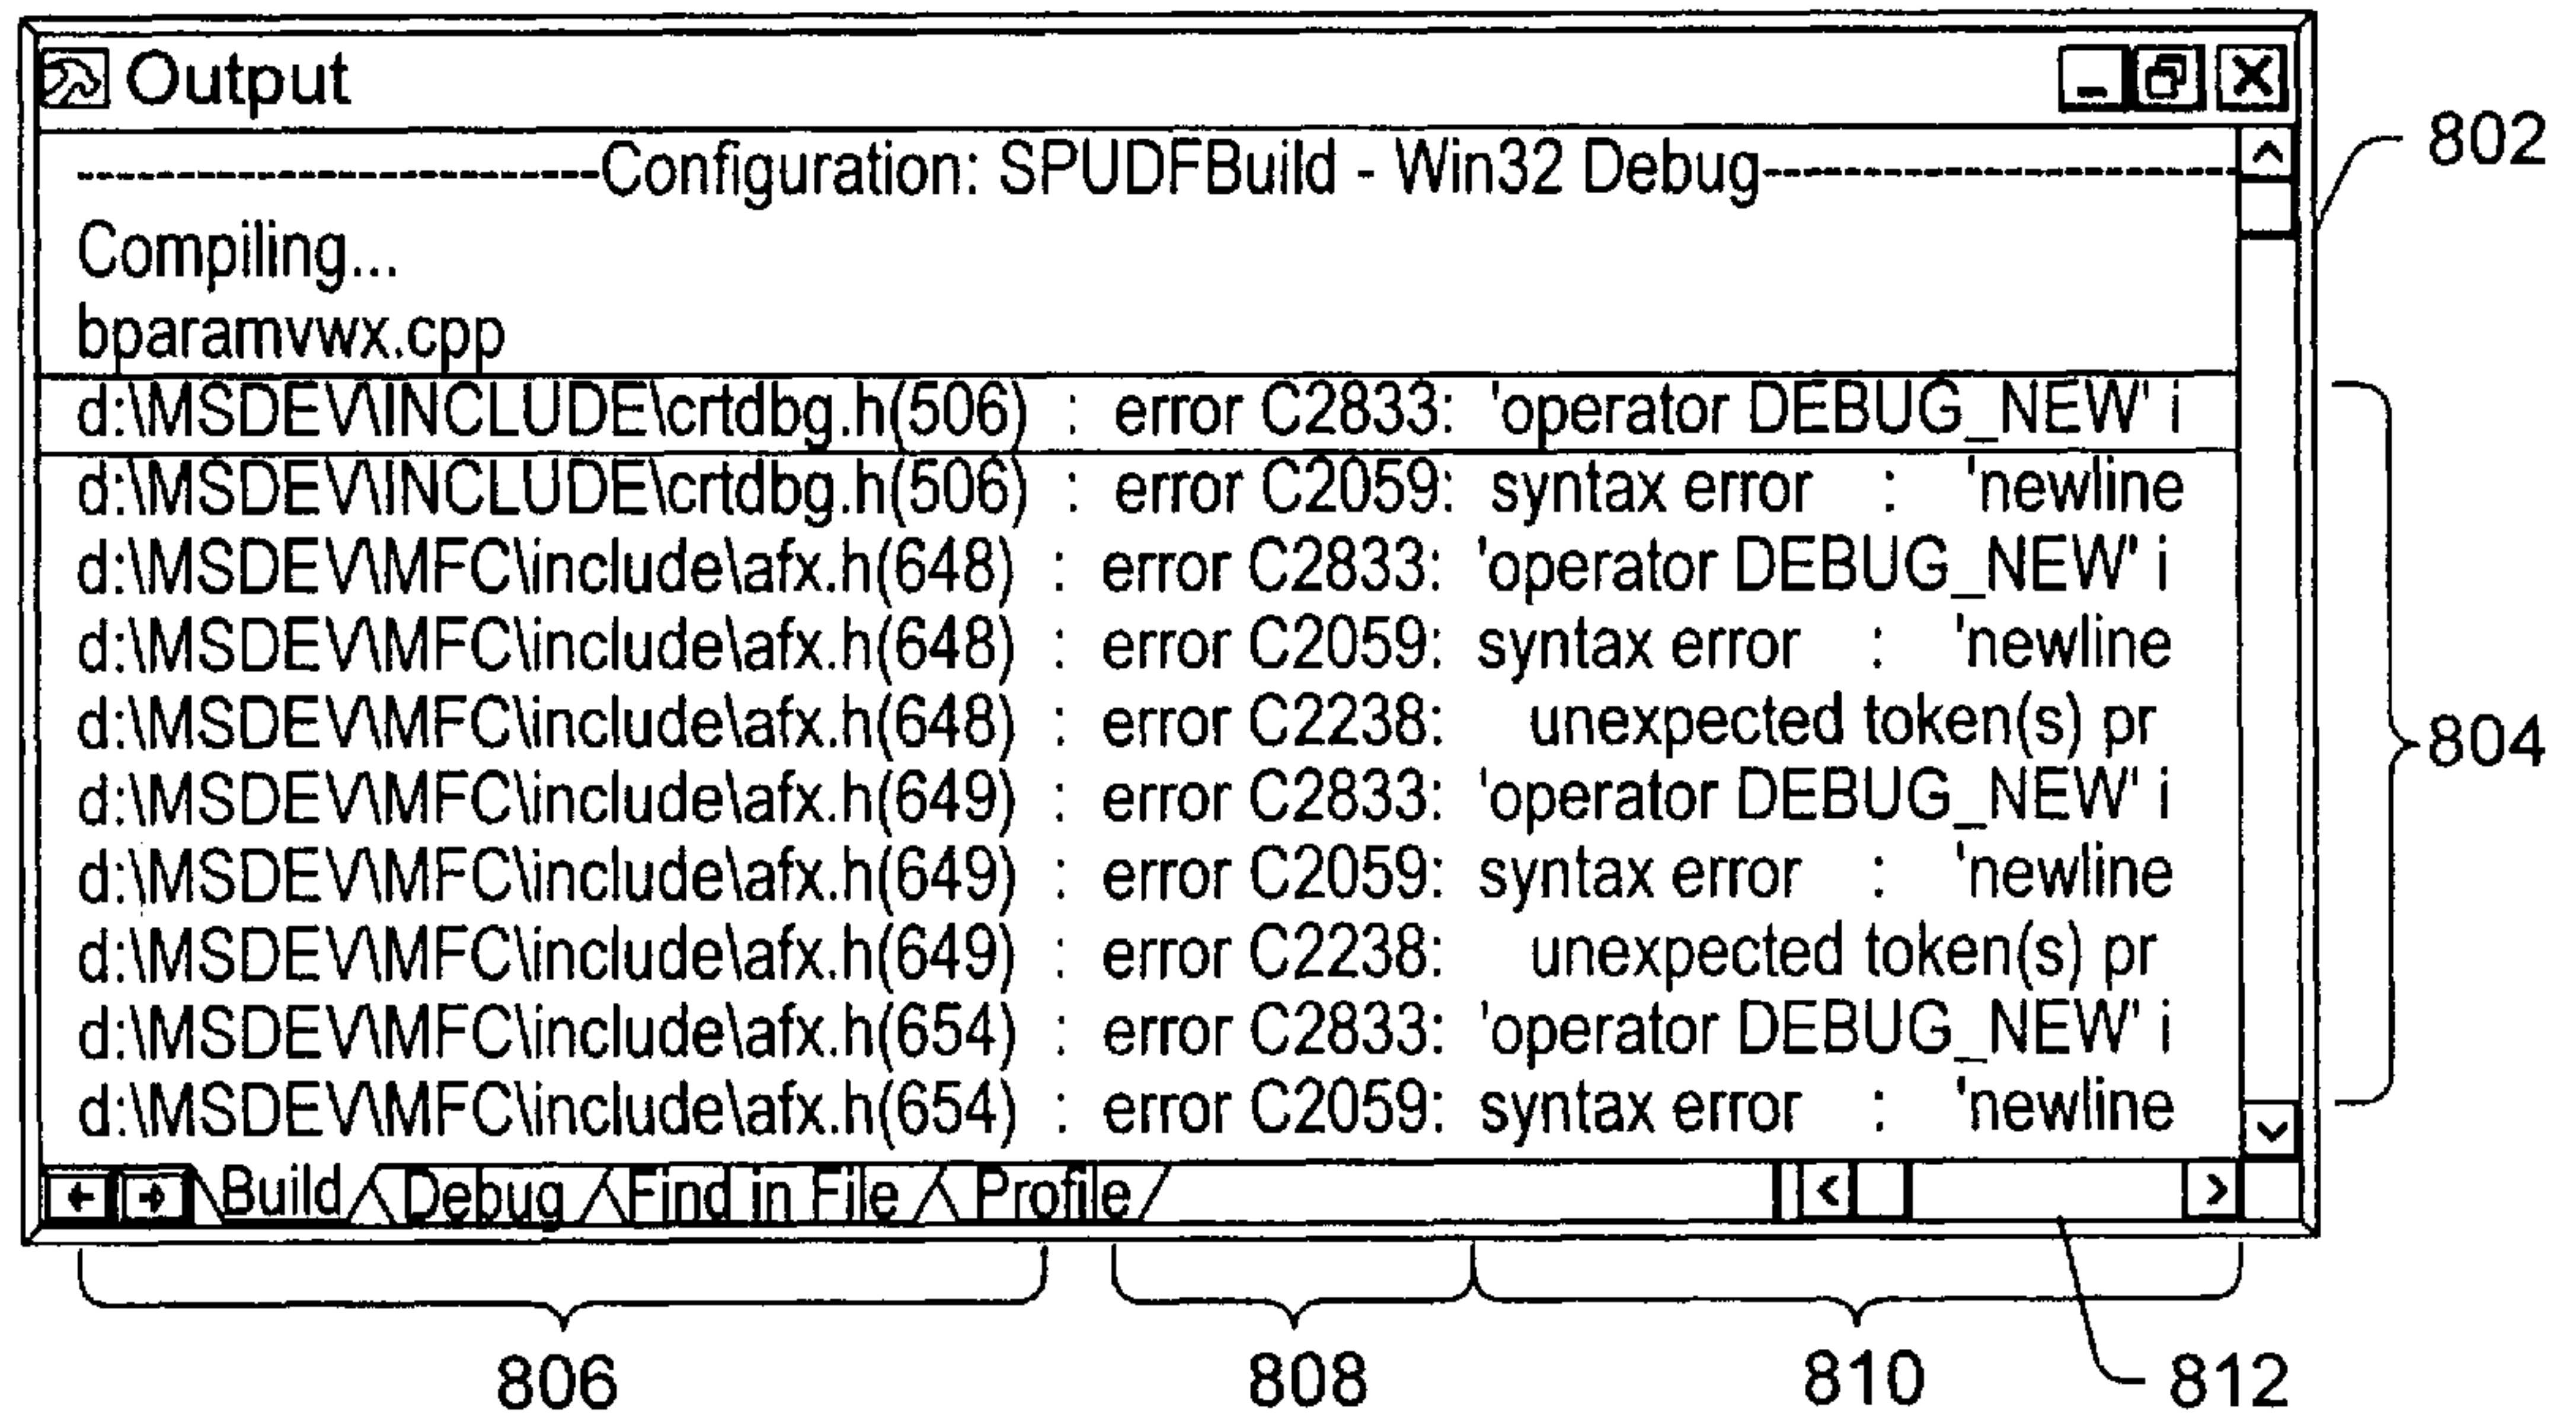 Output
-----------------------Configuration: SPUDFBuild - Win32 Debug---------------------
802
Compiling...
bparamvwx.cpp
d:\MSDEV\INCLUDE\crtdbg.h(506) : error C2833: 'operator DEBUG_NEW' i
d:\MSDEV\INCLUDE\crtdbg.h(506) : error C2059: syntax error : 'newline
d:\MSDEV\MFC\include\afx.h(648) : error C2833: 'operator DEBUG_NEW' i
d:\MSDEV\MFC\include\afx.h(648) : error C2059: syntax error : 'newline
d:\MSDEV\MFC\include\afx.h(648) : error C2238: unexpected token(s) pr
804
d:\MSDEV\MFC\include\afx.h(649) : error C2833: 'operator DEBUG_NEW' i
d:\MSDEV\MFC\include\afx.h(649) : error C2059: syntax error : 'newline
d:\MSDEV\MFC\include\afx.h(649) : error C2238: unexpected token(s) pr
d:\MSDEV\MFC\include\afx.h(654) : error C2833: 'operator DEBUG_NEW' i
d:\MSDEV\MFC\include\afx.h(654) : error C2059: syntax error : 'newline
Build Debug Find in File Profile
806 808 810 812